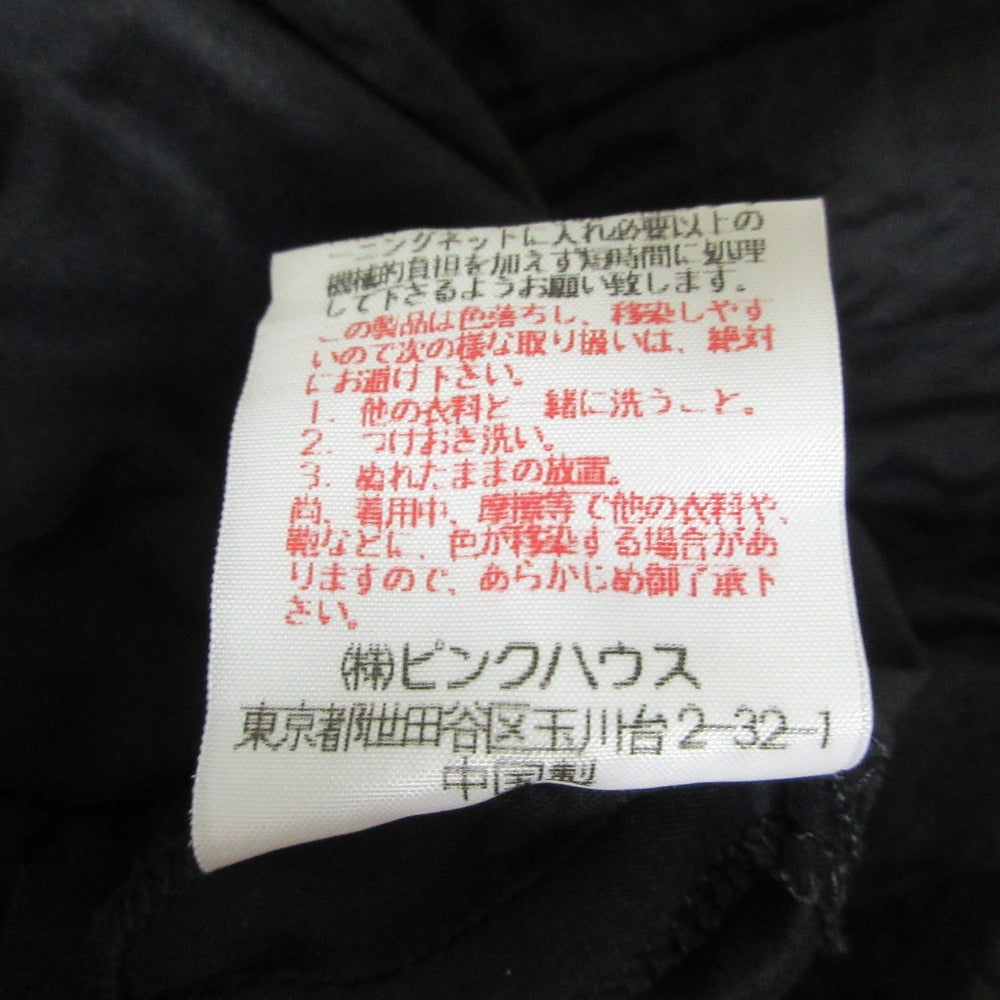 ニングネットに入れ必要以上の
機械的負担を加えず短時間に処理
して下さるようお願い致します。
この製品は色落ちし、移染しやす
いので次の様な取り扱いは、絶対
にお避け下さい。
1. 他の衣料と一緒に洗うこと。
2. つけおき洗い。
3. ぬれたままの放置。
尚、着用中、摩擦等で他の衣料や、
鞄などに、色が移染する場合があ
りますので、あらかじめ御了承下
さい。
㈱ピンクハウス
東京都世田谷区玉川台2-32-1
中国製